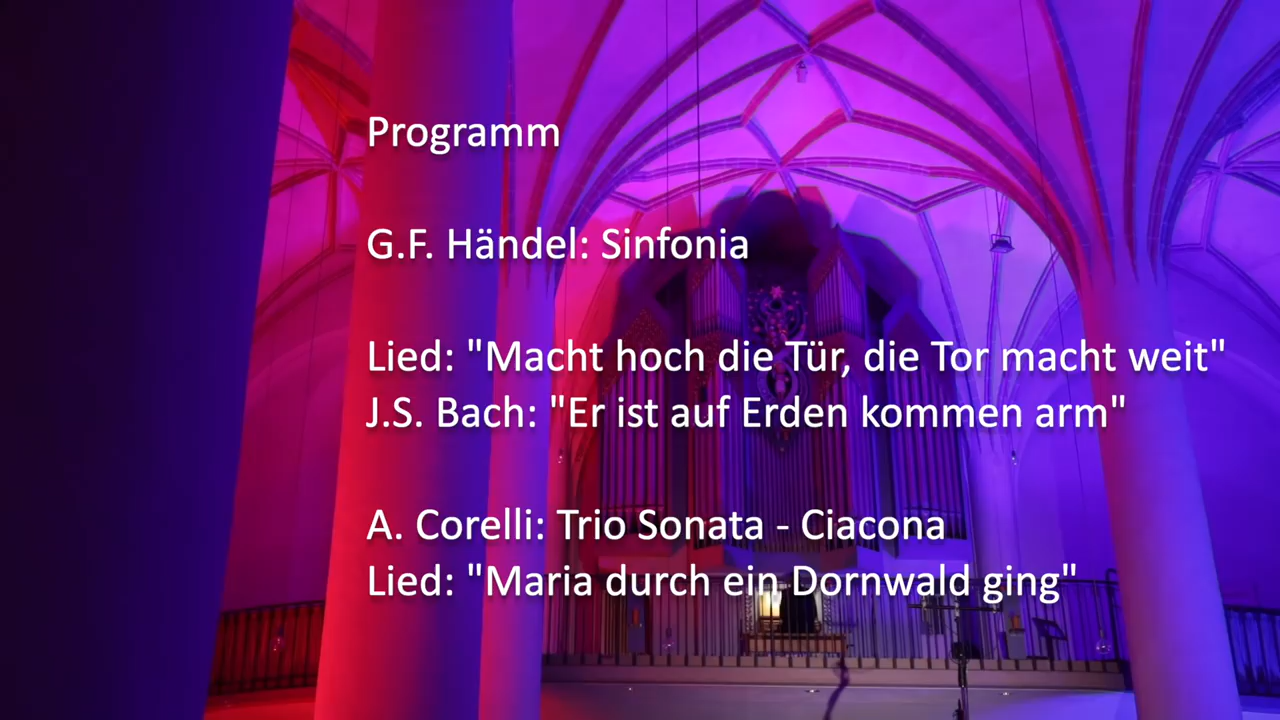 Programm
G.F. Händel: Sinfonia
Lied: "Macht hoch die Tür, die Tor macht weit"
J.S. Bach: "Er ist auf Erden kommen arm"
A. Corelli: Trio Sonata - Ciacona
Lied: "Maria durch ein Dornwald ging"